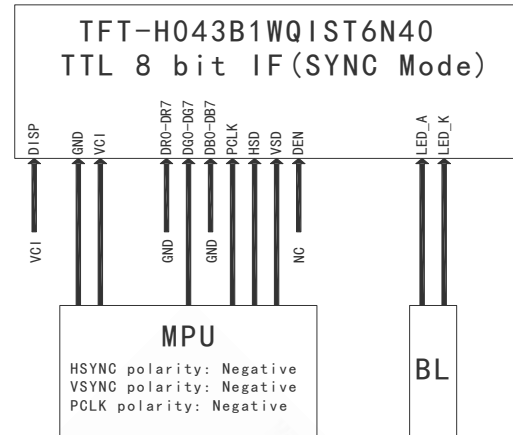 TFT-H043B1WQIST6N40
TTL 8 bit IF(SYNC Mode)
DISP
GND
VCI
DR0-DR7
DG0-DG7
DB0-DB7
PCLK
HSD
VSD
DEN
LED_A
LED_K
VCI
GND
GND
NC
MPU
HSYNC polarity: Negative
VSYNC polarity: Negative
PCLK polarity: Negative
BL